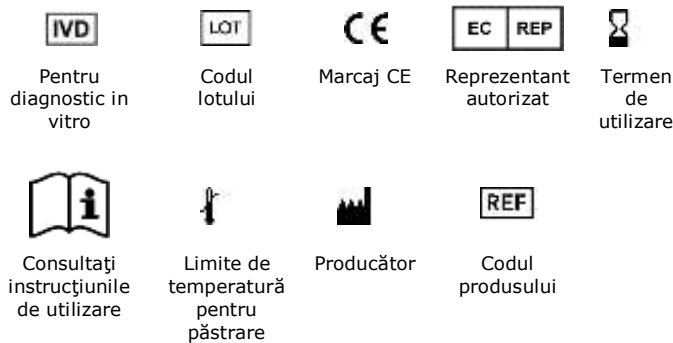 IVD LOT CE EC REP
Pentru
diagnostic in
vitro
Codul
lotului
Marcaj CE
Reprezentant
autorizat
Termen
de
utilizare
i REF
Consultaţi
instrucţiunile
de utilizare
Limite de
temperatură
pentru
păstrare
Producător
Codul
produsului